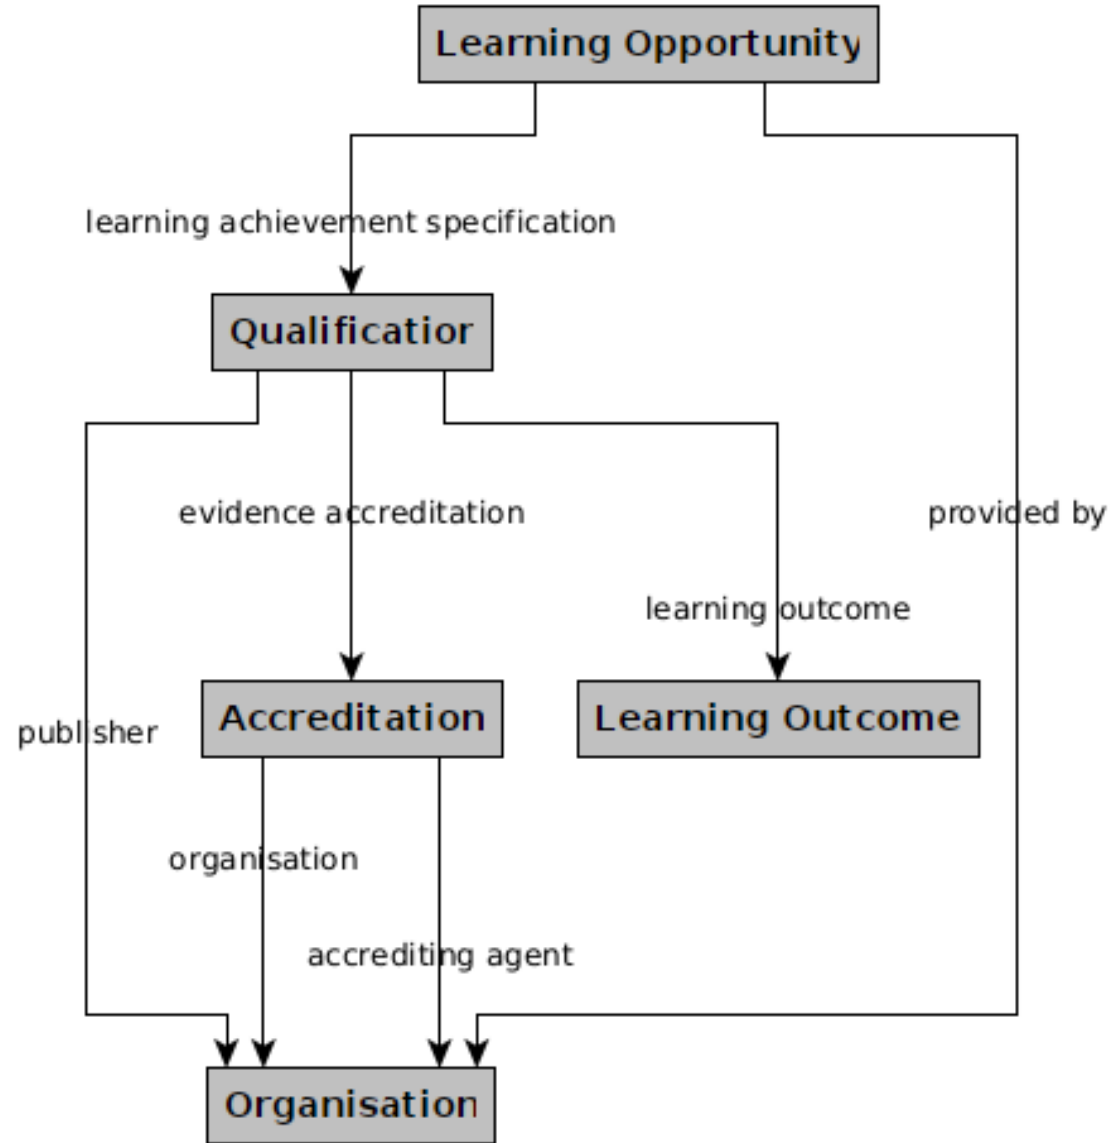 Learning Opportunity
learning achievement specification
Qualification
evidence accreditation
provided by
learning outcome
Accreditation
Learning Outcome
publisher
organisation
accrediting agent
Organisation